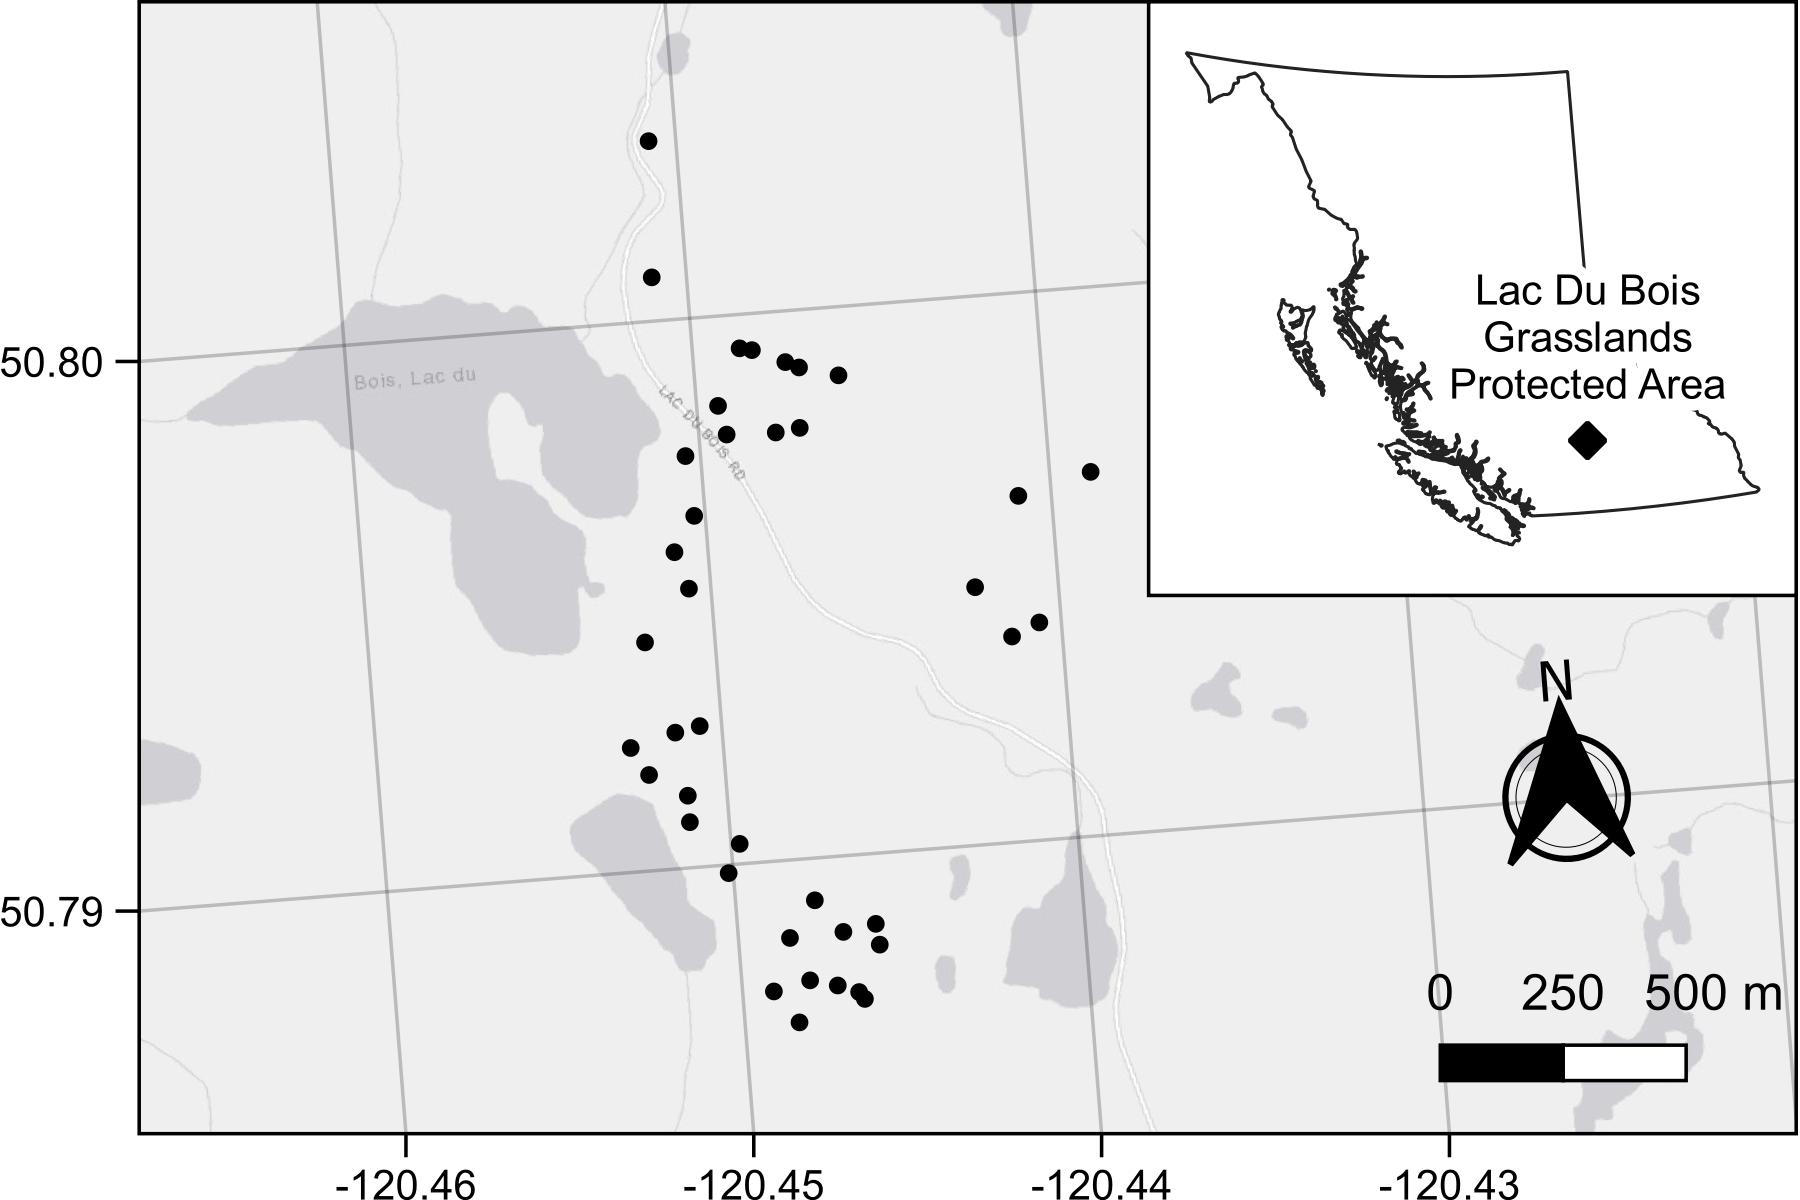 Lac Du Bois
Grasslands
Protected Area
50.80
Bois, Lac du
LAC DU BOIS RD
N
50.79
0 250 500 m
-120.46 -120.45 -120.44 -120.43